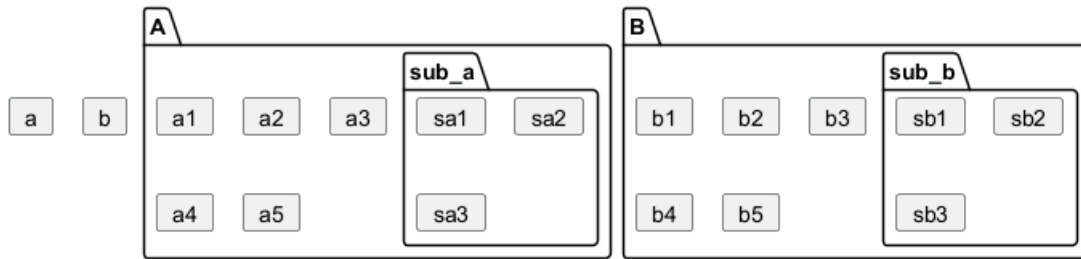 A
B
sub_a
sub_b
a b a1 a2 a3 sa1 sa2 b1 b2 b3 sb1 sb2
a4 a5 sa3 b4 b5 sb3